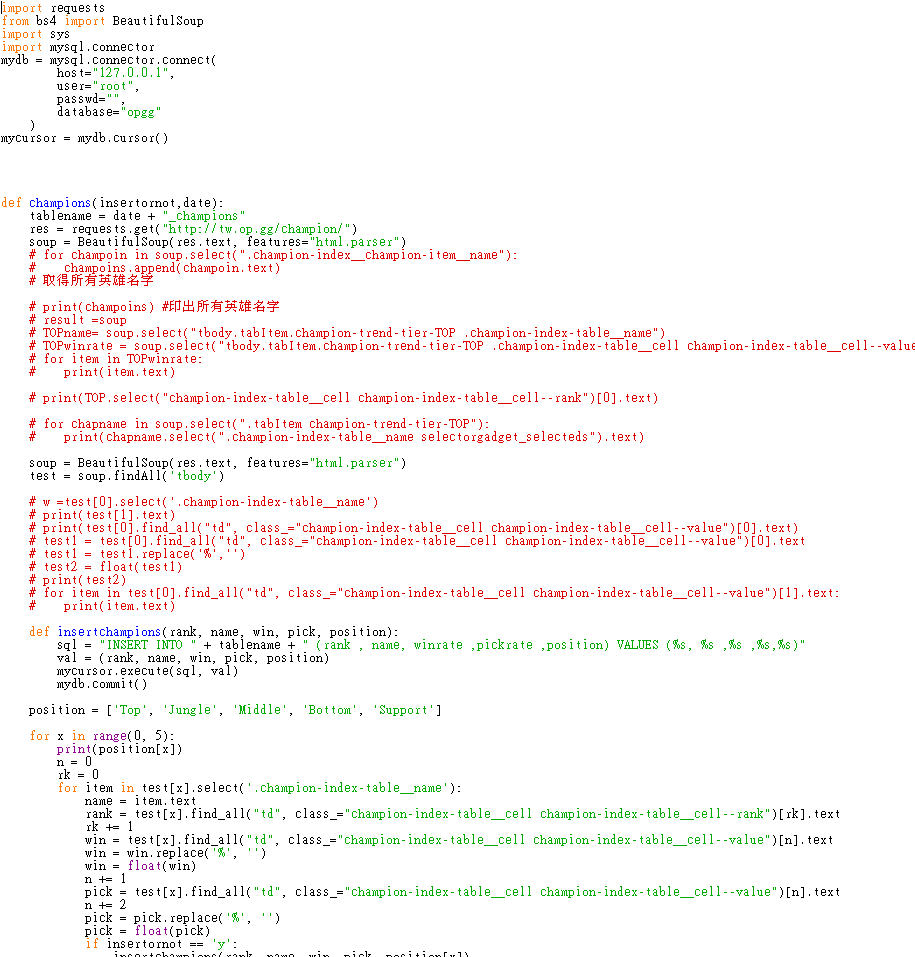 import requests
from bs4 import BeautifulSoup
import sys
import mysql.connector
mydb = mysql.connector.connect(
        host="127.0.0.1",
        user="root",
        passwd="",
        database="opgg"
    )
mycursor = mydb.cursor()
def champions(insertornot,date):
    tablename = date + "_champions"
    res = requests.get("http://tw.op.gg/champion/")
    soup = BeautifulSoup(res.text, features="html.parser")
    # for champoin in soup.select(".champion-index__champion-item__name"):
    #    champoins.append(champoin.text)
    # 取得所有英雄名字
    # print(champoins) #印出所有英雄名字
    # result =soup
    # TOPname= soup.select("tbody.tabItem.champion-trend-tier-TOP .champion-index-table__name")
    # TOPwinrate = soup.select("tbody.tabItem.champion-trend-tier-TOP .champion-index-table__cell champion-index-table__cell--value
    # for item in TOPwinrate:
    #    print(item.text)
    # print(TOP.select("champion-index-table__cell champion-index-table__cell--rank")[0].text)
    # for chapname in soup.select(".tabItem champion-trend-tier-TOP"):
    #    print(chapname.select(".champion-index-table__name selectorgadget_selecteds").text)
    soup = BeautifulSoup(res.text, features="html.parser")
    test = soup.findAll('tbody')
    # w =test[0].select('.champion-index-table__name')
    # print(test[1].text)
    # print(test[0].find_all("td", class_="champion-index-table__cell champion-index-table__cell--value")[0].text)
    # test1 = test[0].find_all("td", class_="champion-index-table__cell champion-index-table__cell--value")[0].text
    # test1 = test1.replace('%','')
    # test2 = float(test1)
    # print(test2)
    # for item in test[0].find_all("td", class_="champion-index-table__cell champion-index-table__cell--value")[1].text:
    #    print(item.text)
    def insertchampions(rank, name, win, pick, position):
        sql = "INSERT INTO " + tablename + " (rank , name, winrate ,pickrate ,position) VALUES (%s, %s ,%s ,%s,%s)"
        val = (rank, name, win, pick, position)
        mycursor.execute(sql, val)
        mydb.commit()
    position = ['Top', 'Jungle', 'Middle', 'Bottom', 'Support']
    for x in range(0, 5):
        print(position[x])
        n = 0
        rk = 0
        for item in test[x].select('.champion-index-table__name'):
            name = item.text
            rank = test[x].find_all("td", class_="champion-index-table__cell champion-index-table__cell--rank")[rk].text
            rk += 1
            win = test[x].find_all("td", class_="champion-index-table__cell champion-index-table__cell--value")[n].text
            win = win.replace('%', '')
            win = float(win)
            n += 1
            pick = test[x].find_all("td", class_="champion-index-table__cell champion-index-table__cell--value")[n].text
            n += 2
            pick = pick.replace('%', '')
            pick = float(pick)
            if insertornot == 'y':
                insertchampions(rank, name, win, pick, position[x])